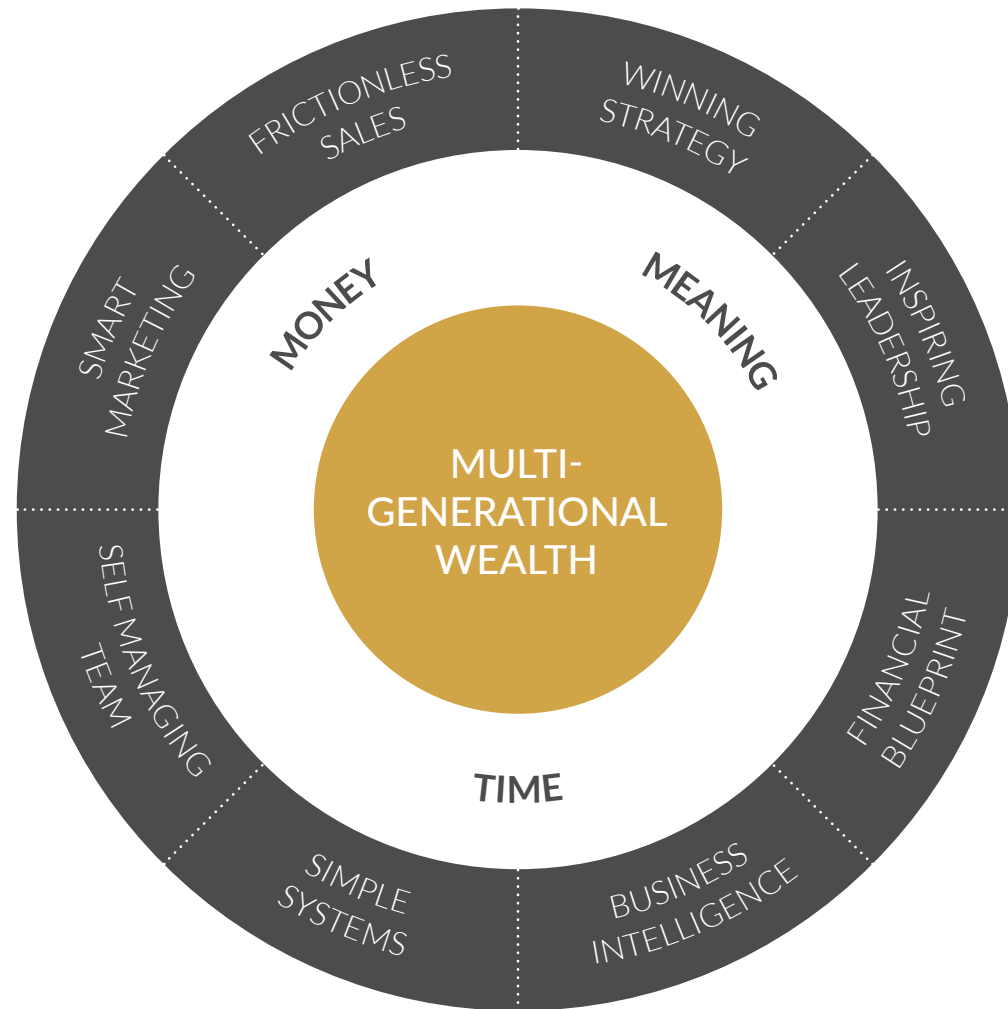 FRICTIONLESS
SALES
WINNING
STRATEGY
INSPIRING
LEADERSHIP
FINANCIAL
BLUEPRINT
BUSINESS
INTELLIGENCE
SIMPLE
SYSTEMS
SELF MANAGING
TEAM
SMART
MARKETING
MONEY
MEANING
TIME
MULTI-
GENERATIONAL
WEALTH